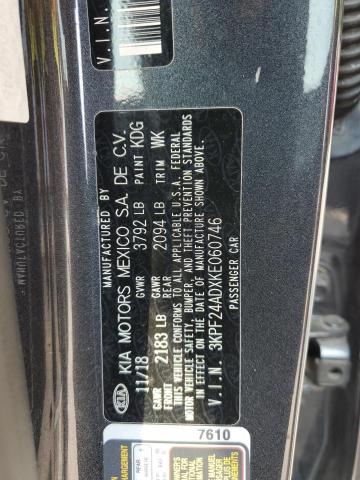 MANUFACTURED BY
KIA MOTORS MEXICO S.A. DE C.V.
KIA
11/18 GVWR 3792 LB PAINT KDG
GAWR FRONT 2183 LB GAWR REAR 2094 LB TRIM WK
THIS VEHICLE CONFORMS TO ALL APPLICABLE U.S.A. FEDERAL
MOTOR VEHICLE SAFETY, BUMPER, AND THEFT PREVENTION STANDARDS
IN EFFECT ON THE DATE OF MANUFACTURE SHOWN ABOVE.
V.I.N. 3KPF24ADXKE060746
PASSENGER CAR
V.I.N.
7610